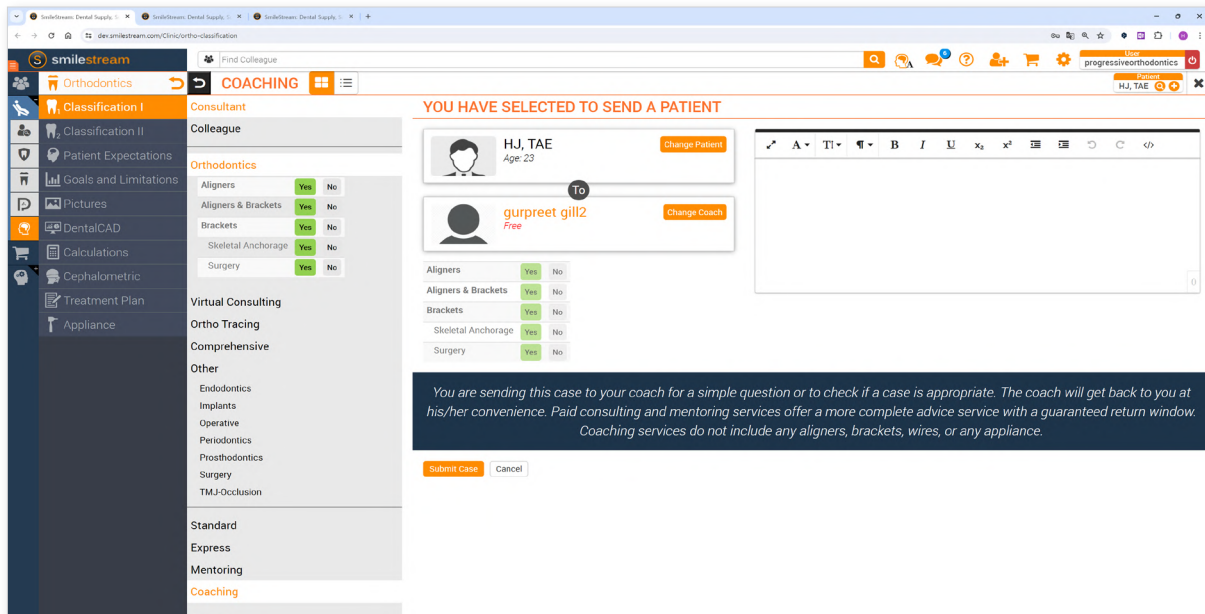 SmileStream: Dental Supply, S
SmileStream: Dental Supply, S
SmileStream: Dental Supply, S
dev.smilestream.com/Clinic/ortho-classification
smilestream
Find Colleague
6
User
progressiveorthodontics
Orthodontics
COACHING
Patient
HJ, TAE
Classification I
Classification II
Patient Expectations
Goals and Limitations
Pictures
DentalCAD
Calculations
Cephalometric
Treatment Plan
Appliance
Consultant
Colleague
Orthodontics
Aligners Yes No
Aligners & Brackets Yes No
Brackets Yes No
Skeletal Anchorage Yes No
Surgery Yes No
Virtual Consulting
Ortho Tracing
Comprehensive
Other
Endodontics
Implants
Operative
Periodontics
Prosthodontics
Surgery
TMJ-Occlusion
Standard
Express
Mentoring
Coaching
YOU HAVE SELECTED TO SEND A PATIENT
HJ, TAE
Age: 23
Change Patient
To
gurpreet gill2
Free
Change Coach
Aligners Yes No
Aligners & Brackets Yes No
Brackets Yes No
Skeletal Anchorage Yes No
Surgery Yes No
A TI ¶ B I U x₂ x² </>
0
You are sending this case to your coach for a simple question or to check if a case is appropriate. The coach will get back to you at
his/her convenience. Paid consulting and mentoring services offer a more complete advice service with a guaranteed return window.
Coaching services do not include any aligners, brackets, wires, or any appliance.
Submit Case Cancel